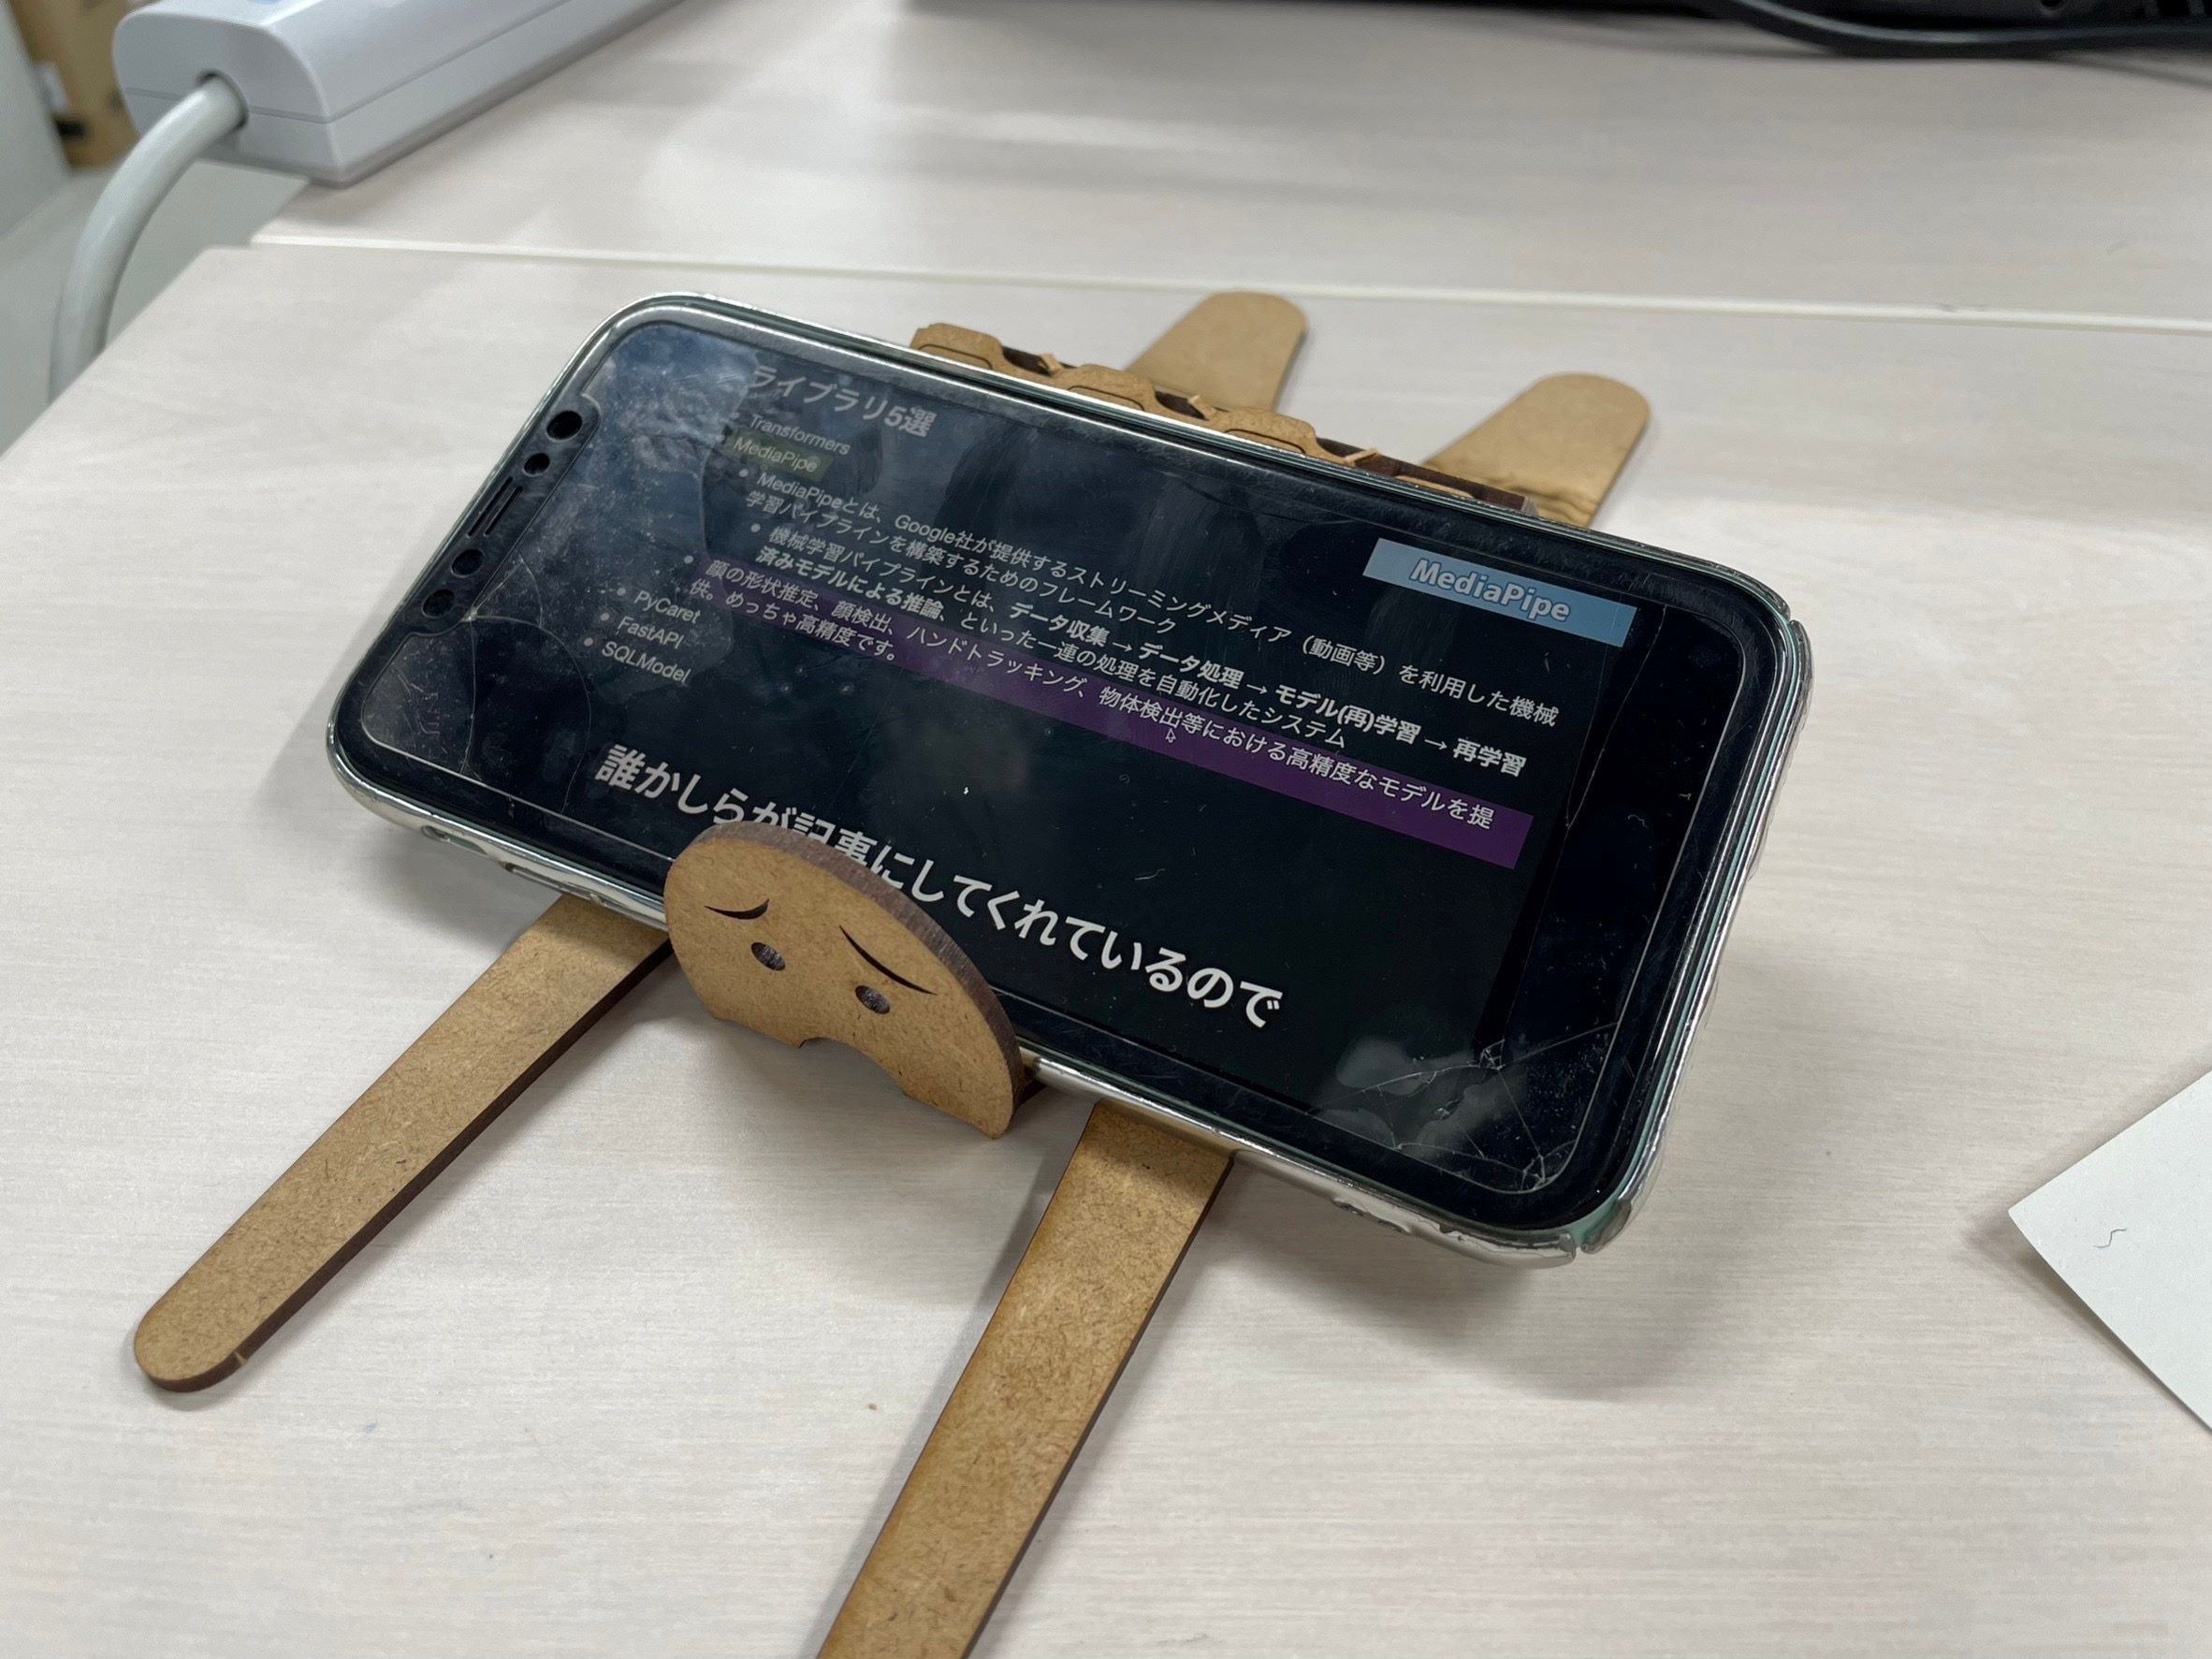 ライブラリ5選
Transformers
MediaPipe
MediaPipe
• MediaPipeとは、Google社が提供するストリーミングメディア（動画等）を利用した機械
学習パイプラインを構築するためのフレームワーク
• 機械学習パイプラインとは、データ収集 → データ処理 → モデル(再)学習 → 再学習
済みモデルによる推論、といった一連の処理を自動化したシステム
• 顔の形状推定、顔検出、ハンドトラッキング、物体検出等における高精度なモデルを提
供。めっちゃ高精度です。
• PyCaret
• FastAPI
• SQLModel
誰かしらが記事にしてくれているので